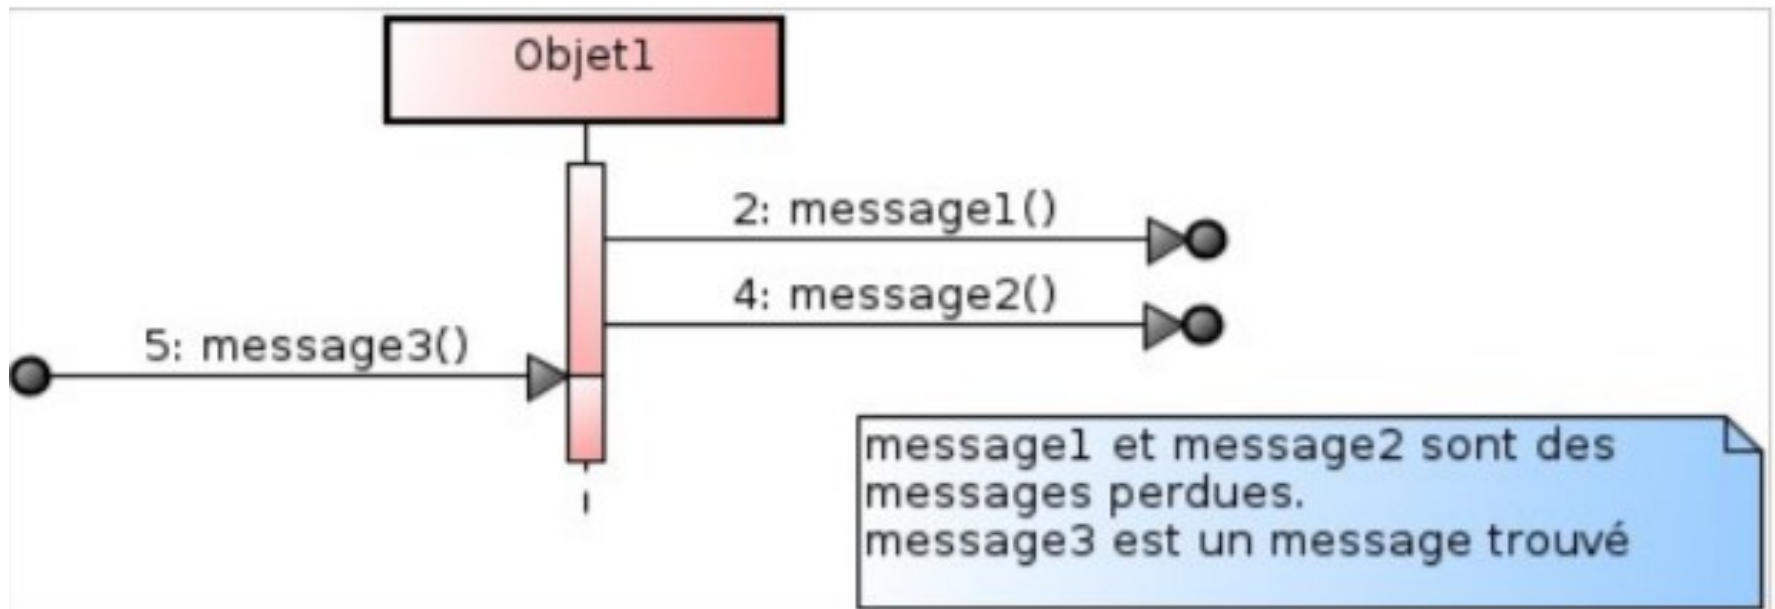 Objet1
2: message1()
4: message2()
5: message3()
message1 et message2 sont des
messages perdues.
message3 est un message trouvé